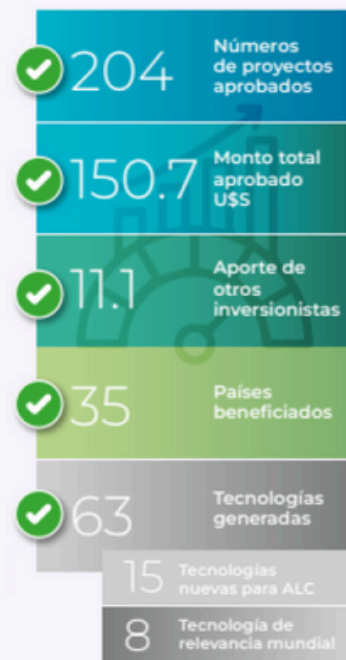 204
Números
de proyectos
aprobados
150.7
Monto total
aprobado
U$S
11.1
Aporte de
otros
inversionistas
35
Países
beneficiados
63
Tecnologías
generadas
15
Tecnologías
nuevas para ALC
8
Tecnología de
relevancia mundial